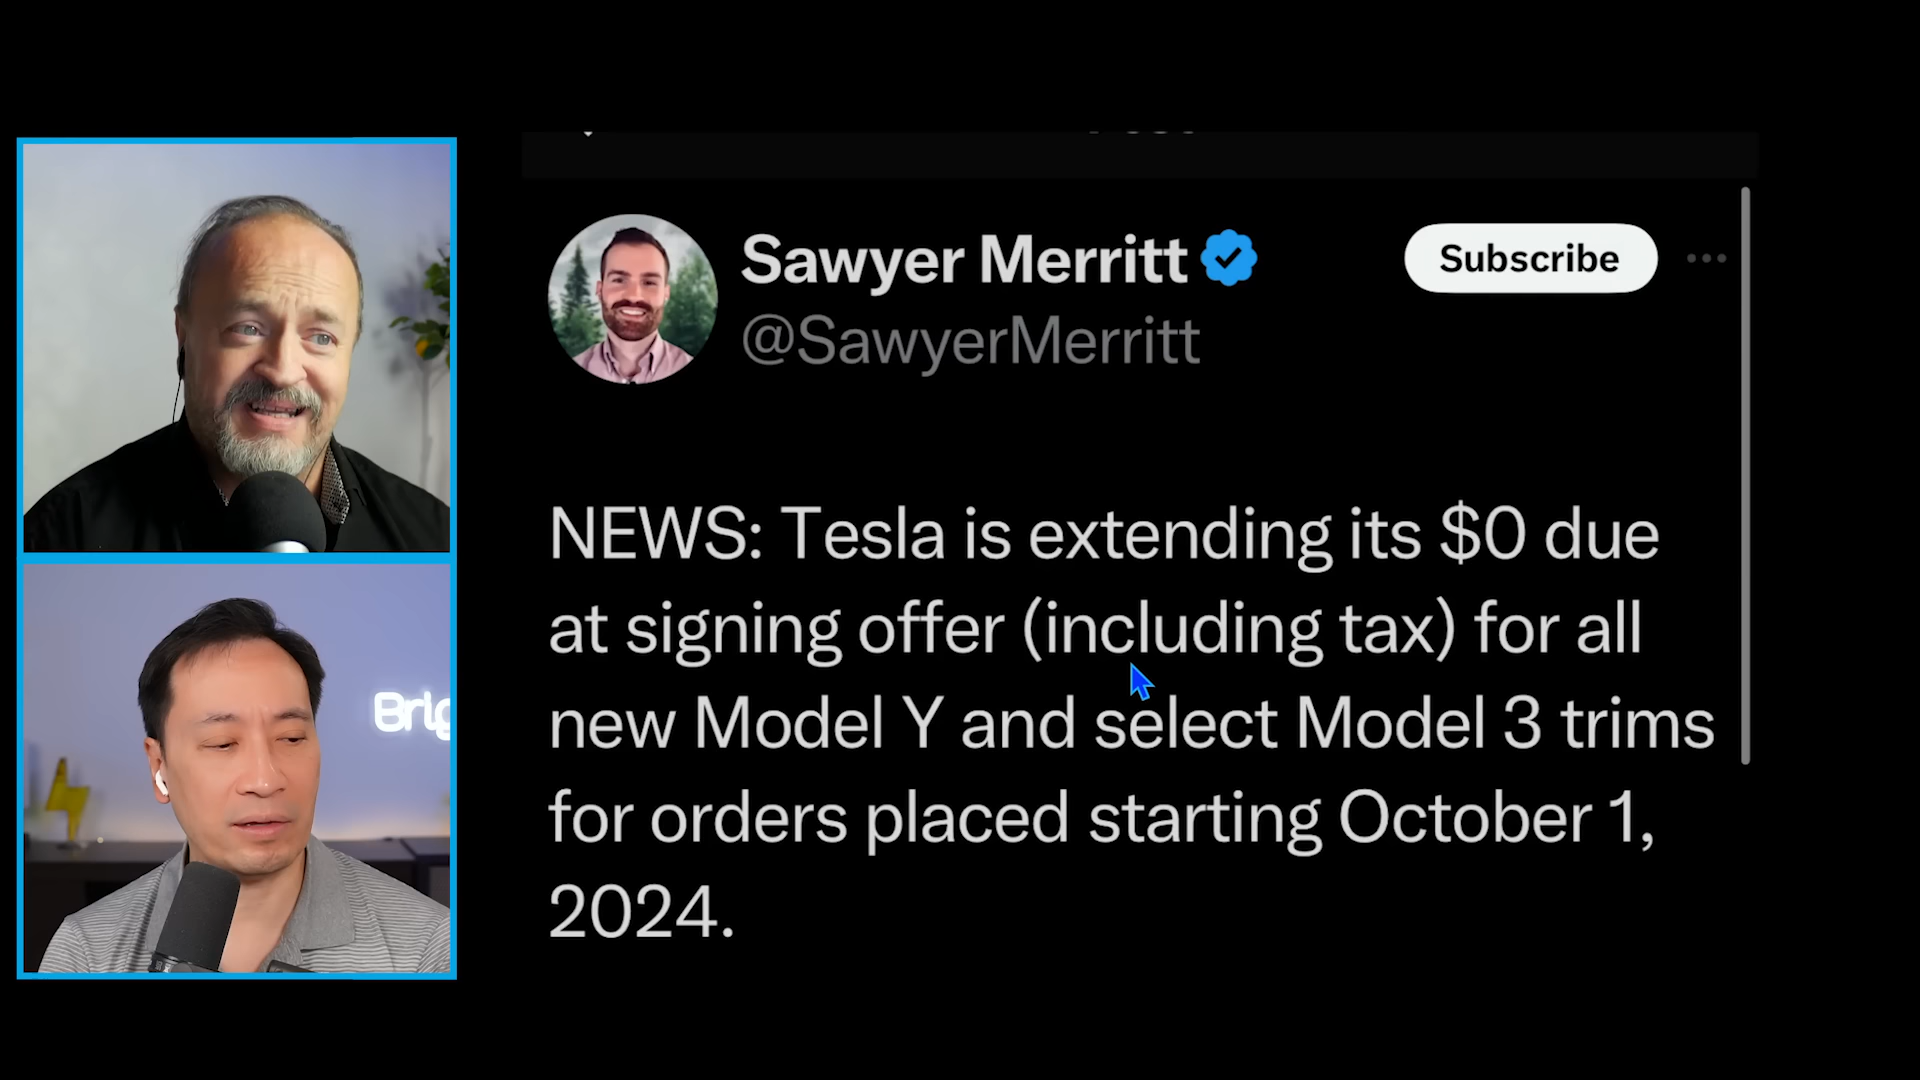 Sawyer Merritt
Subscribe
@SawyerMerritt
NEWS: Tesla is extending its $0 due
at signing offer (including tax) for all
new Model Y and select Model 3 trims
for orders placed starting October 1,
2024.